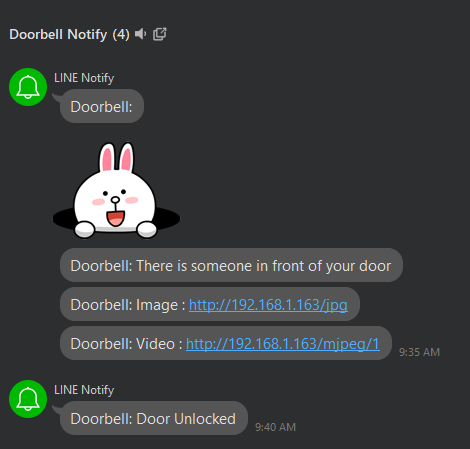 Doorbell Notify (4)
LINE Notify
Doorbell:
Doorbell: There is someone in front of your door
Doorbell: Image : http://192.168.1.163/jpg
Doorbell: Video : http://192.168.1.163/mjpeg/1
9:35 AM
LINE Notify
Doorbell: Door Unlocked
9:40 AM